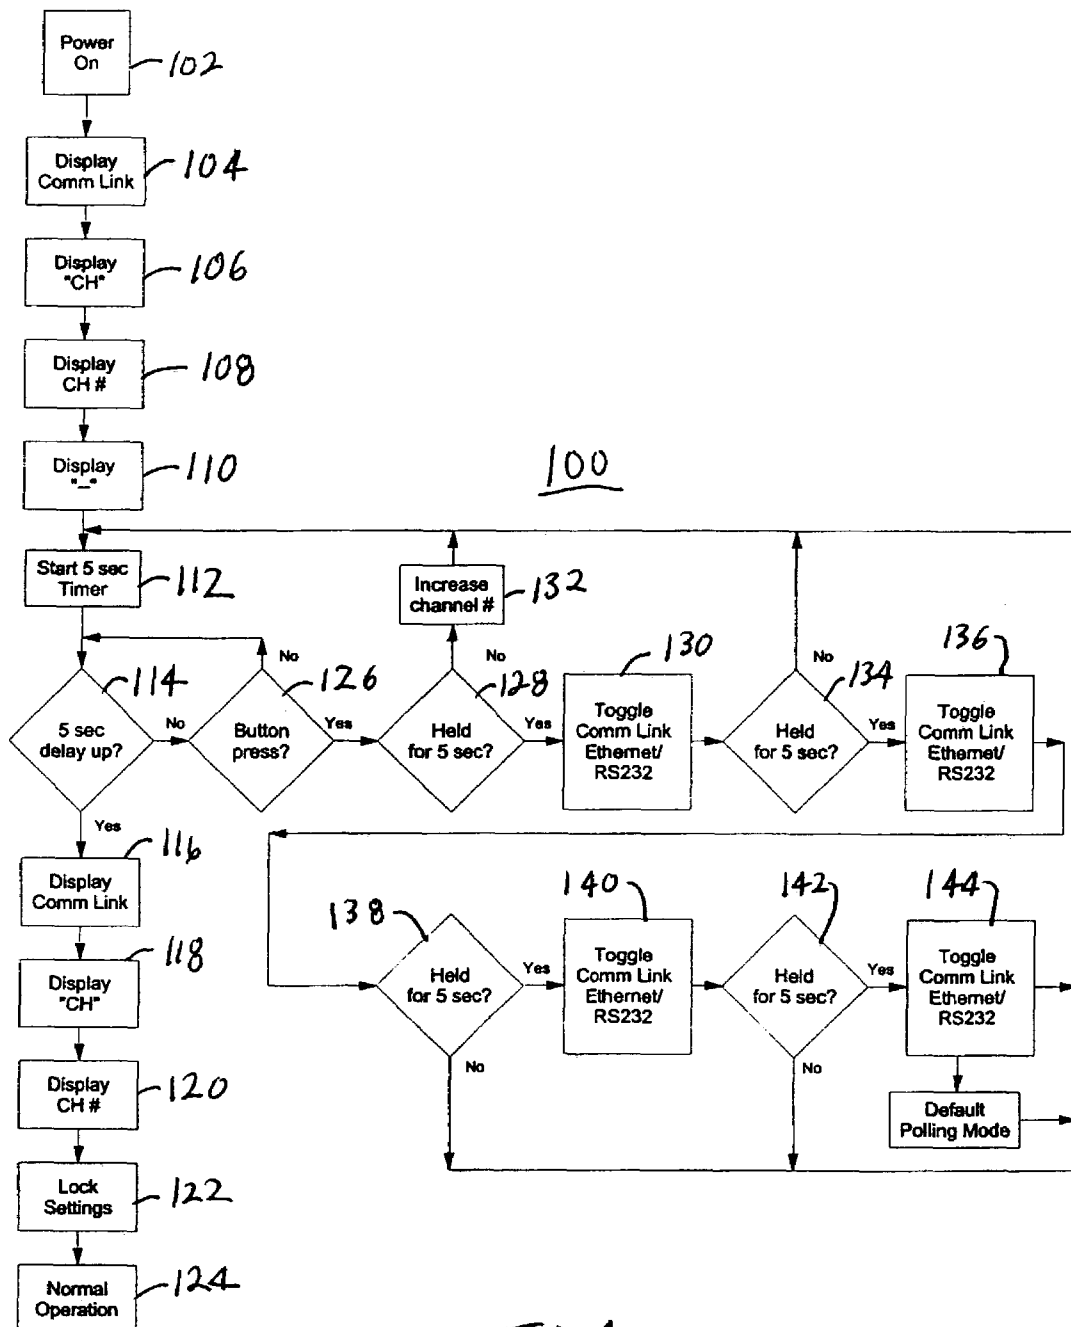 Power
On
102
Display
Comm Link
104
Display
"CH"
106
Display
CH #
108
Display
"--"
110
100
Start 5 sec
Timer
112
Increase
channel #
132
No
114
5 sec
delay up?
No
Yes
126
Button
press?
Yes
No
128
Held
for 5 sec?
Yes
130
Toggle
Comm Link
Ethernet/
RS232
No
134
Held
for 5 sec?
Yes
136
Toggle
Comm Link
Ethernet/
RS232
116
Display
Comm Link
118
Display
"CH"
Display
CH #
120
Lock
Settings
122
Normal
Operation
124
138
Held
for 5 sec?
Yes
No
140
Toggle
Comm Link
Ethernet/
RS232
142
Held
for 5 sec?
Yes
No
144
Toggle
Comm Link
Ethernet/
RS232
Default
Polling Mode